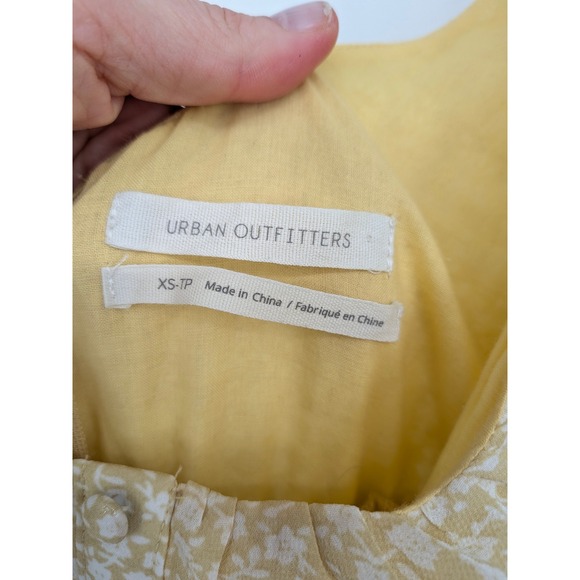 URBAN OUTFITTERS
XS-TP Made in China / Fabriqué en Chine